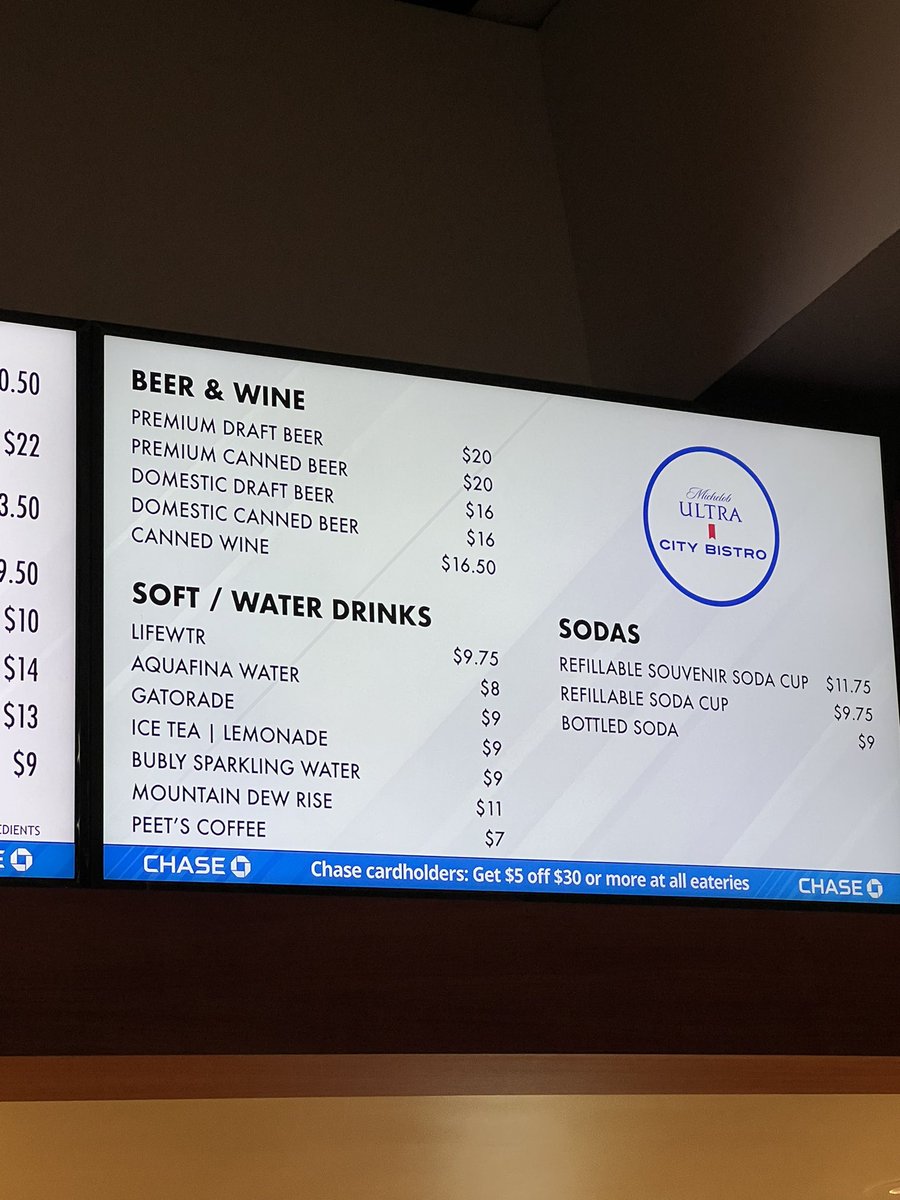 0.50
$22
3.50
9.50
$10
$14
$13
$9
EDIENTS
BEER & WINE
PREMIUM DRAFT BEER $20
PREMIUM CANNED BEER $20
DOMESTIC DRAFT BEER $16
DOMESTIC CANNED BEER $16
CANNED WINE $16.50
SOFT / WATER DRINKS
LIFEWTR $9.75
AQUAFINA WATER $8
GATORADE $9
ICE TEA | LEMONADE $9
BUBLY SPARKLING WATER $9
MOUNTAIN DEW RISE $11
PEET'S COFFEE $7
Michelob
ULTRA
CITY BISTRO
SODAS
REFILLABLE SOUVENIR SODA CUP $11.75
REFILLABLE SODA CUP $9.75
BOTTLED SODA $9
E
CHASE Chase cardholders: Get $5 off $30 or more at all eateries CHASE